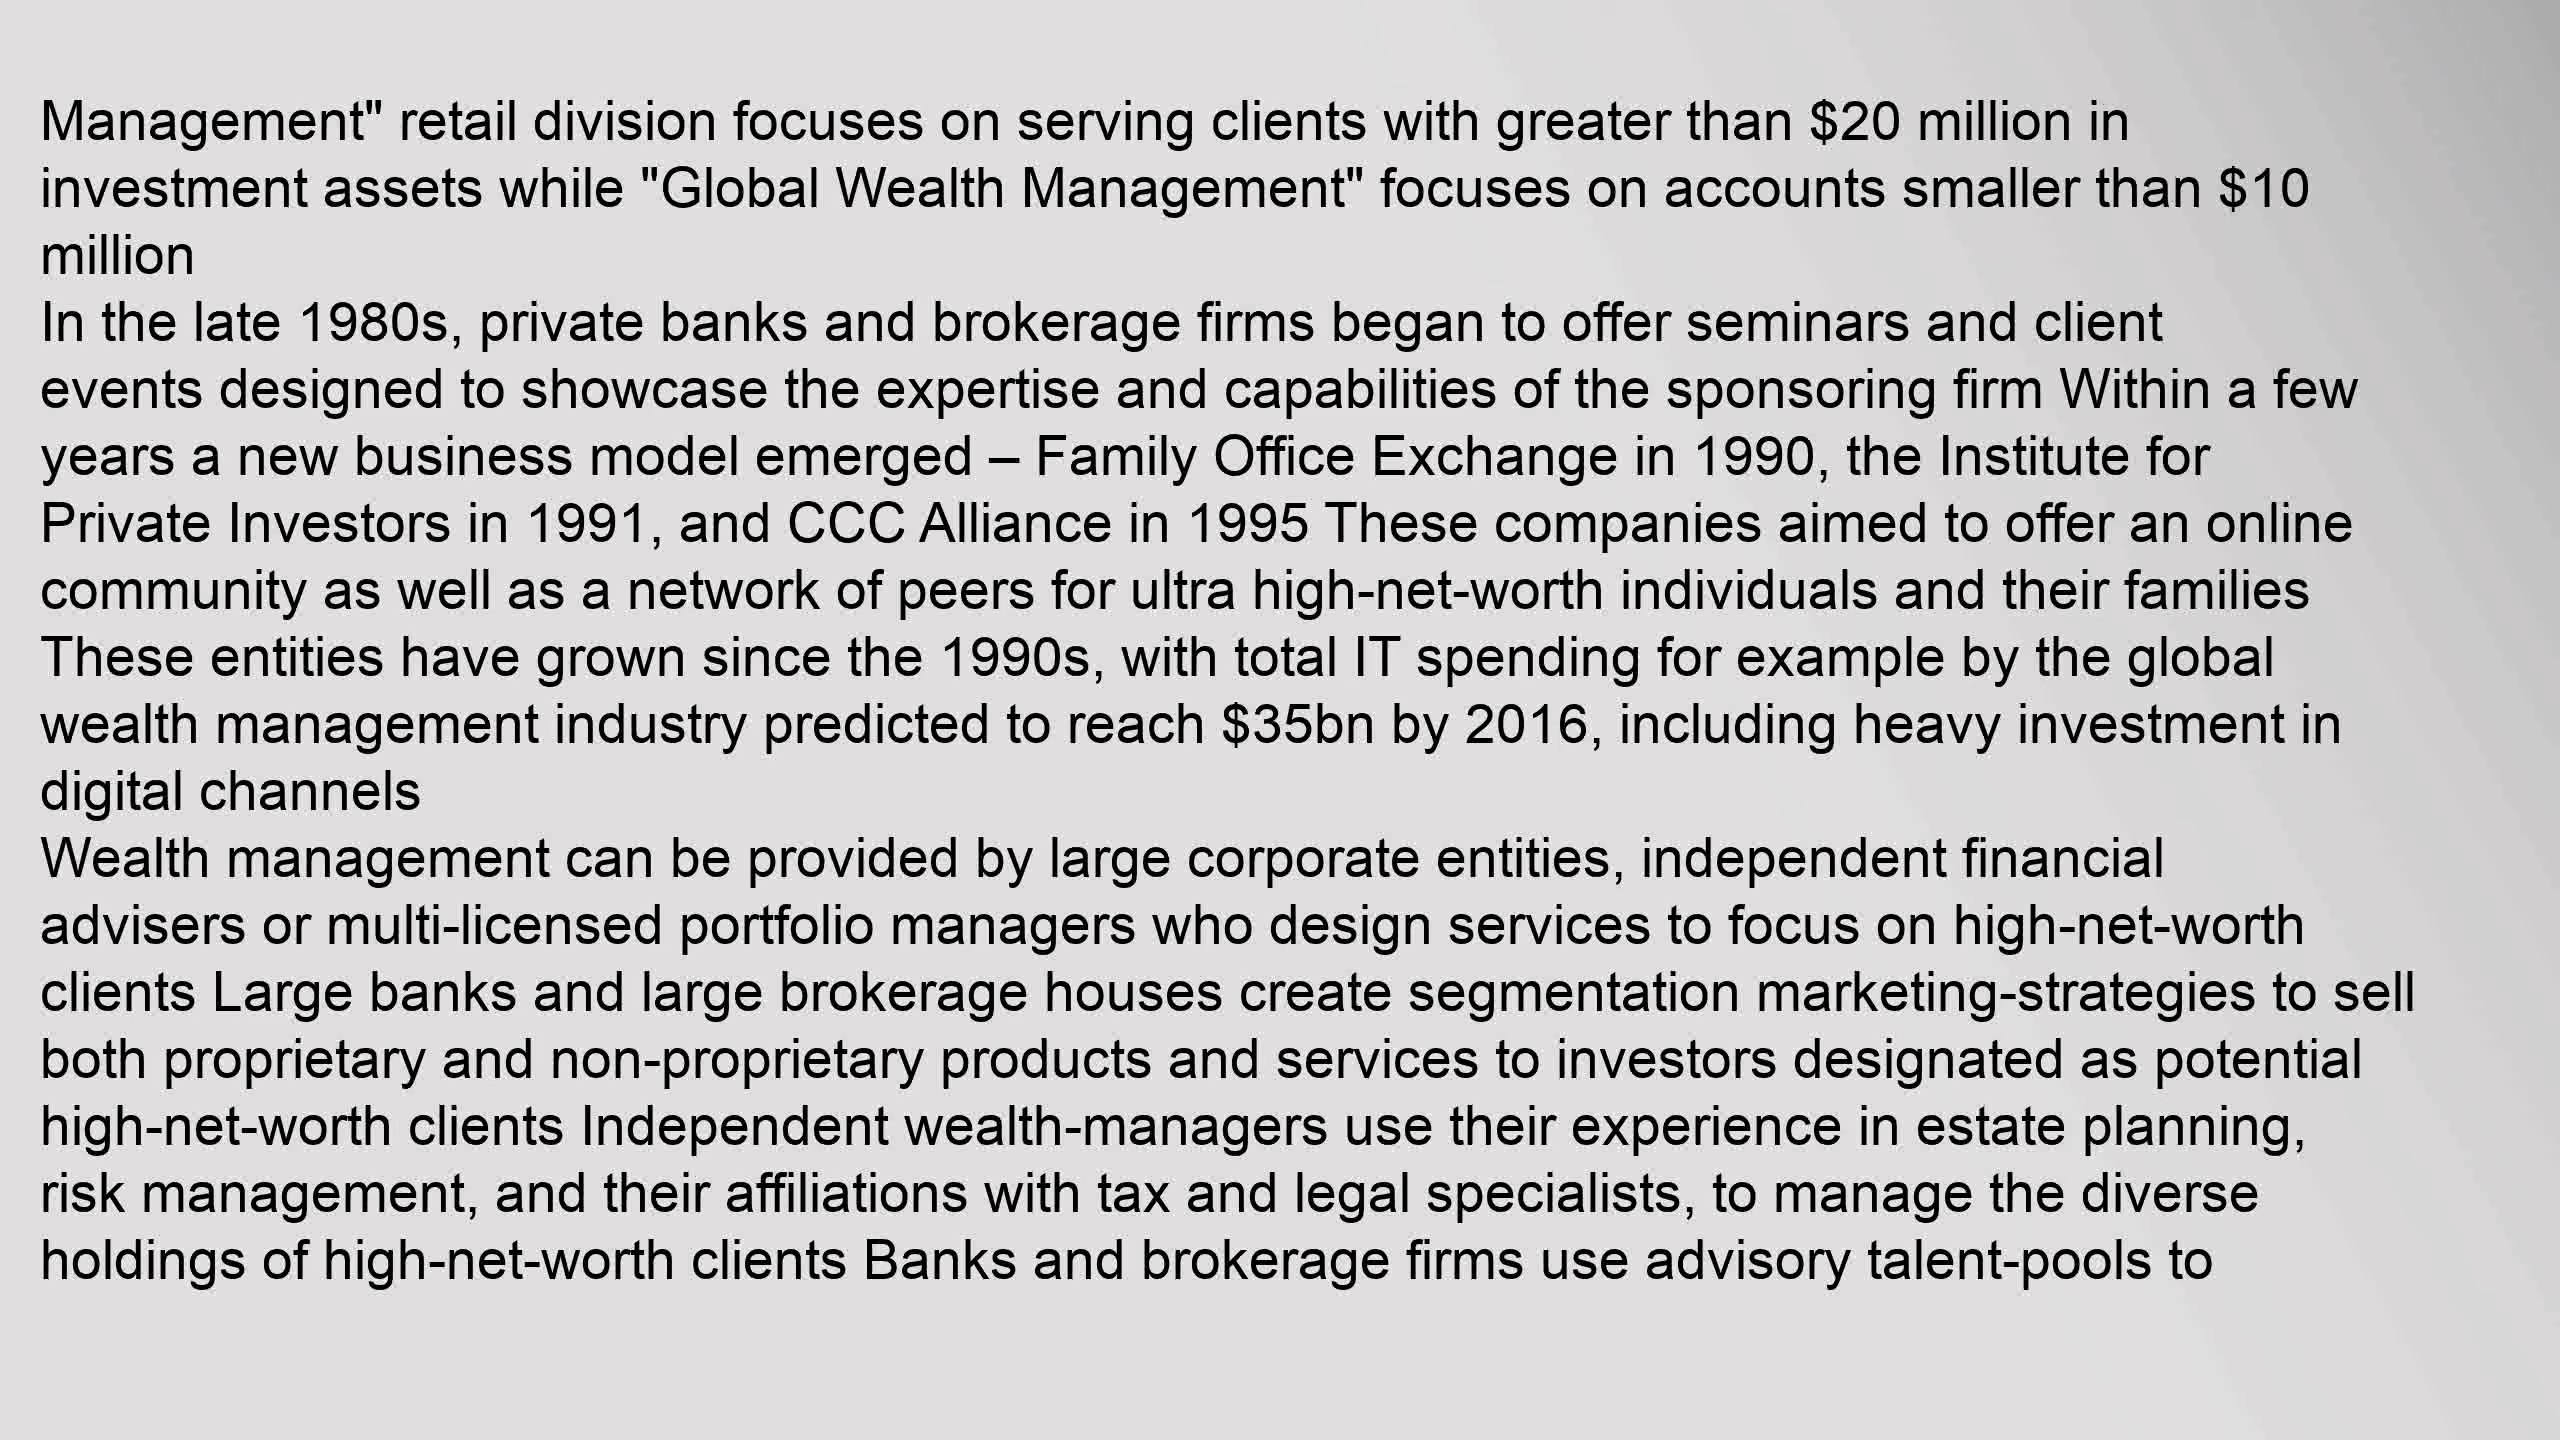 Management" retail division focuses on serving clients with greater than $20 million in
investment assets while "Global Wealth Management" focuses on accounts smaller than $10
million
In the late 1980s, private banks and brokerage firms began to offer seminars and client
events designed to showcase the expertise and capabilities of the sponsoring firm Within a few
years a new business model emerged – Family Office Exchange in 1990, the Institute for
Private Investors in 1991, and CCC Alliance in 1995 These companies aimed to offer an online
community as well as a network of peers for ultra high-net-worth individuals and their families
These entities have grown since the 1990s, with total IT spending for example by the global
wealth management industry predicted to reach $35bn by 2016, including heavy investment in
digital channels
Wealth management can be provided by large corporate entities, independent financial
advisers or multi-licensed portfolio managers who design services to focus on high-net-worth
clients Large banks and large brokerage houses create segmentation marketing-strategies to sell
both proprietary and non-proprietary products and services to investors designated as potential
high-net-worth clients Independent wealth-managers use their experience in estate planning,
risk management, and their affiliations with tax and legal specialists, to manage the diverse
holdings of high-net-worth clients Banks and brokerage firms use advisory talent-pools to